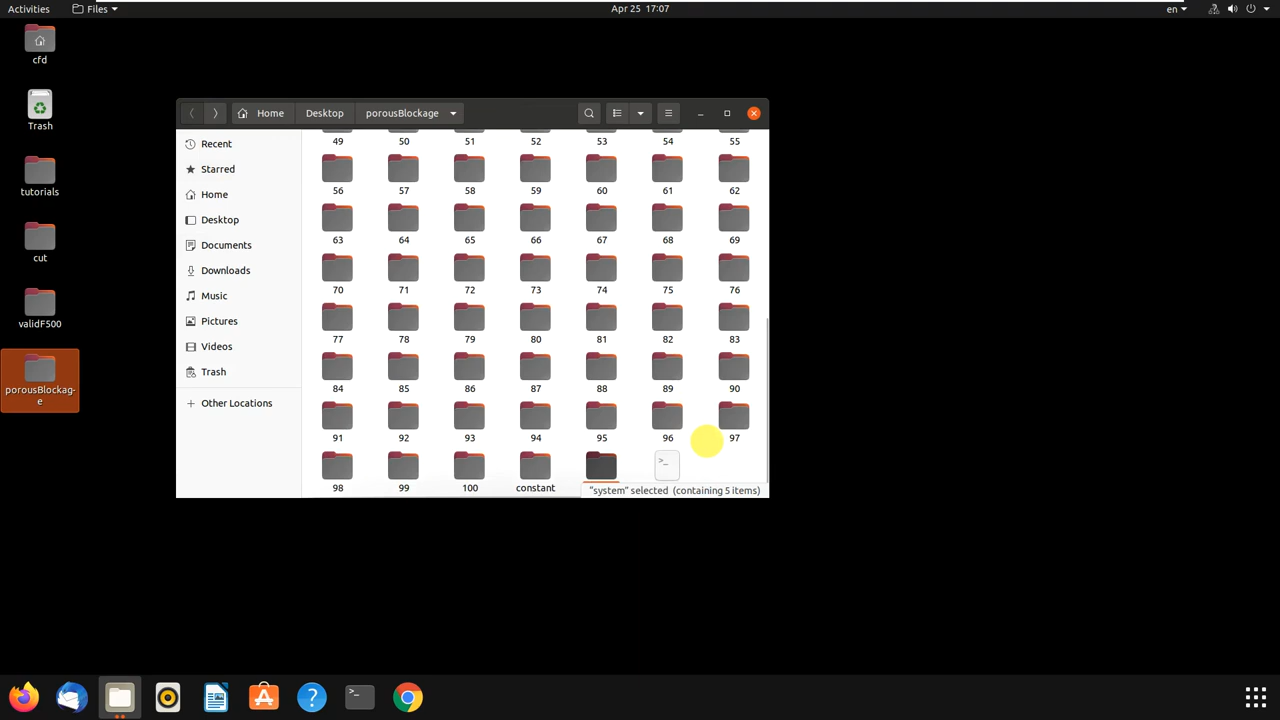 Activities Files Apr 25 17:07 en
cfd
Trash
tutorials
cut
validF500
porousBlockag-
e
Home Desktop porousBlockage
Recent
Starred
Home
Desktop
Documents
Downloads
Music
Pictures
Videos
Trash
+ Other Locations
49 50 51 52 53 54 55
56 57 58 59 60 61 62
63 64 65 66 67 68 69
70 71 72 73 74 75 76
77 78 79 80 81 82 83
84 85 86 87 88 89 90
91 92 93 94 95 96 97
>_
98 99 100 constant
"system" selected (containing 5 items)
>_